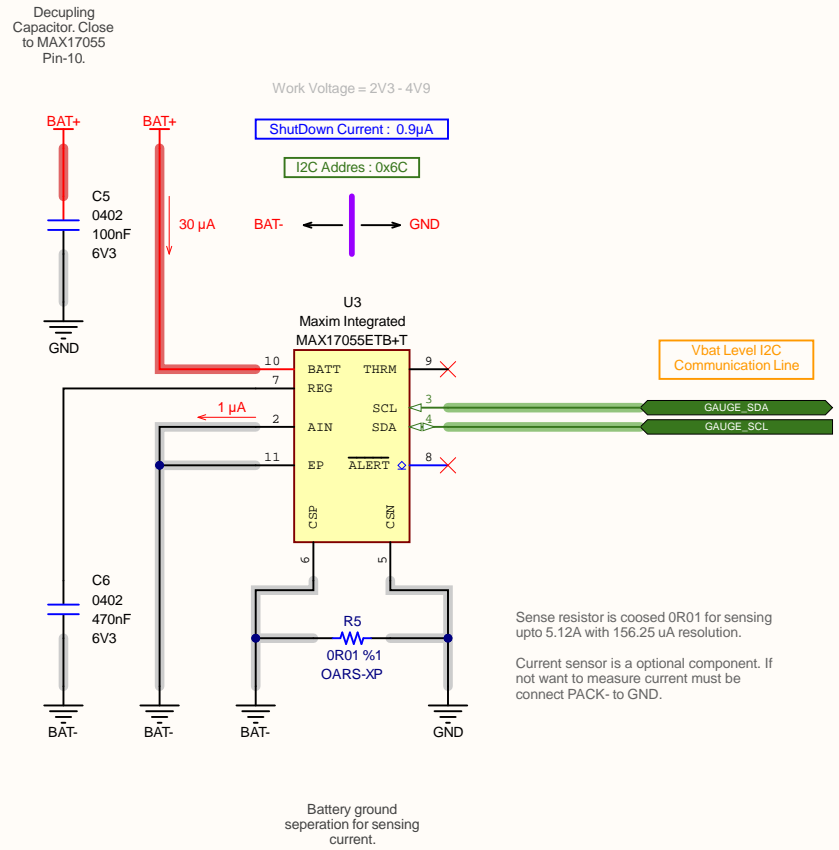 Decupling
Capacitor. Close
to MAX17055
Pin-10.
Work Voltage = 2V3 - 4V9
BAT+
BAT+
ShutDown Current : 0.9µA
I2C Addres : 0x6C
C5
0402
100nF
6V3
30 µA
BAT-
GND
GND
U3
Maxim Integrated
MAX17055ETB+T
Vbat Level I2C
Communication Line
10
BATT
THRM
9
7
REG
1 µA
SCL
3
GAUGE_SDA
2
AIN
SDA
4
GAUGE_SCL
11
EP
ALERT
8
CSP
CSN
6
5
C6
0402
470nF
6V3
R5
0R01 %1
OARS-XP
Sense resistor is coosed 0R01 for sensing
upto 5.12A with 156.25 uA resolution.
Current sensor is a optional component. If
not want to measure current must be
connect PACK- to GND.
BAT-
BAT-
BAT-
GND
Battery ground
seperation for sensing
current.